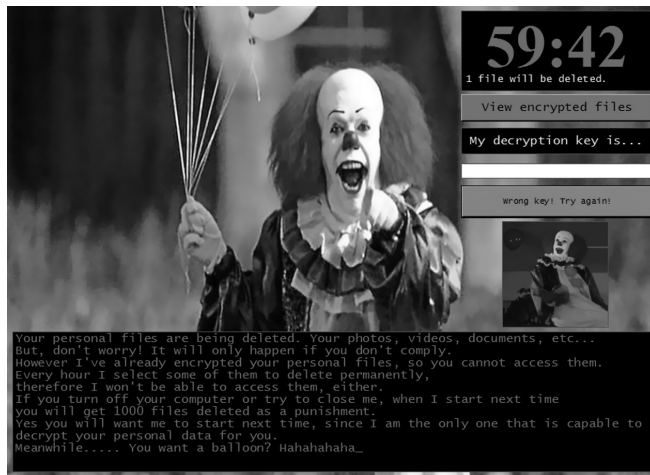 59:42
1 file will be deleted.
View encrypted files
My decryption key is...
Wrong key! Try again!
Your personal files are being deleted. Your photos, videos, documents, etc...
But, don't worry! It will only happen if you don't comply.
However I've already encrypted your personal files, so you cannot access them.
Every hour I select some of them to delete permanently,
therefore I won't be able to access them, either.
If you turn off your computer or try to close me, when I start next time
you will get 1000 files deleted as a punishment.
Yes you will want me to start next time, since I am the only one that is capable to
decrypt your personal data for you.
Meanwhile..... You want a balloon? Hahahahaha_